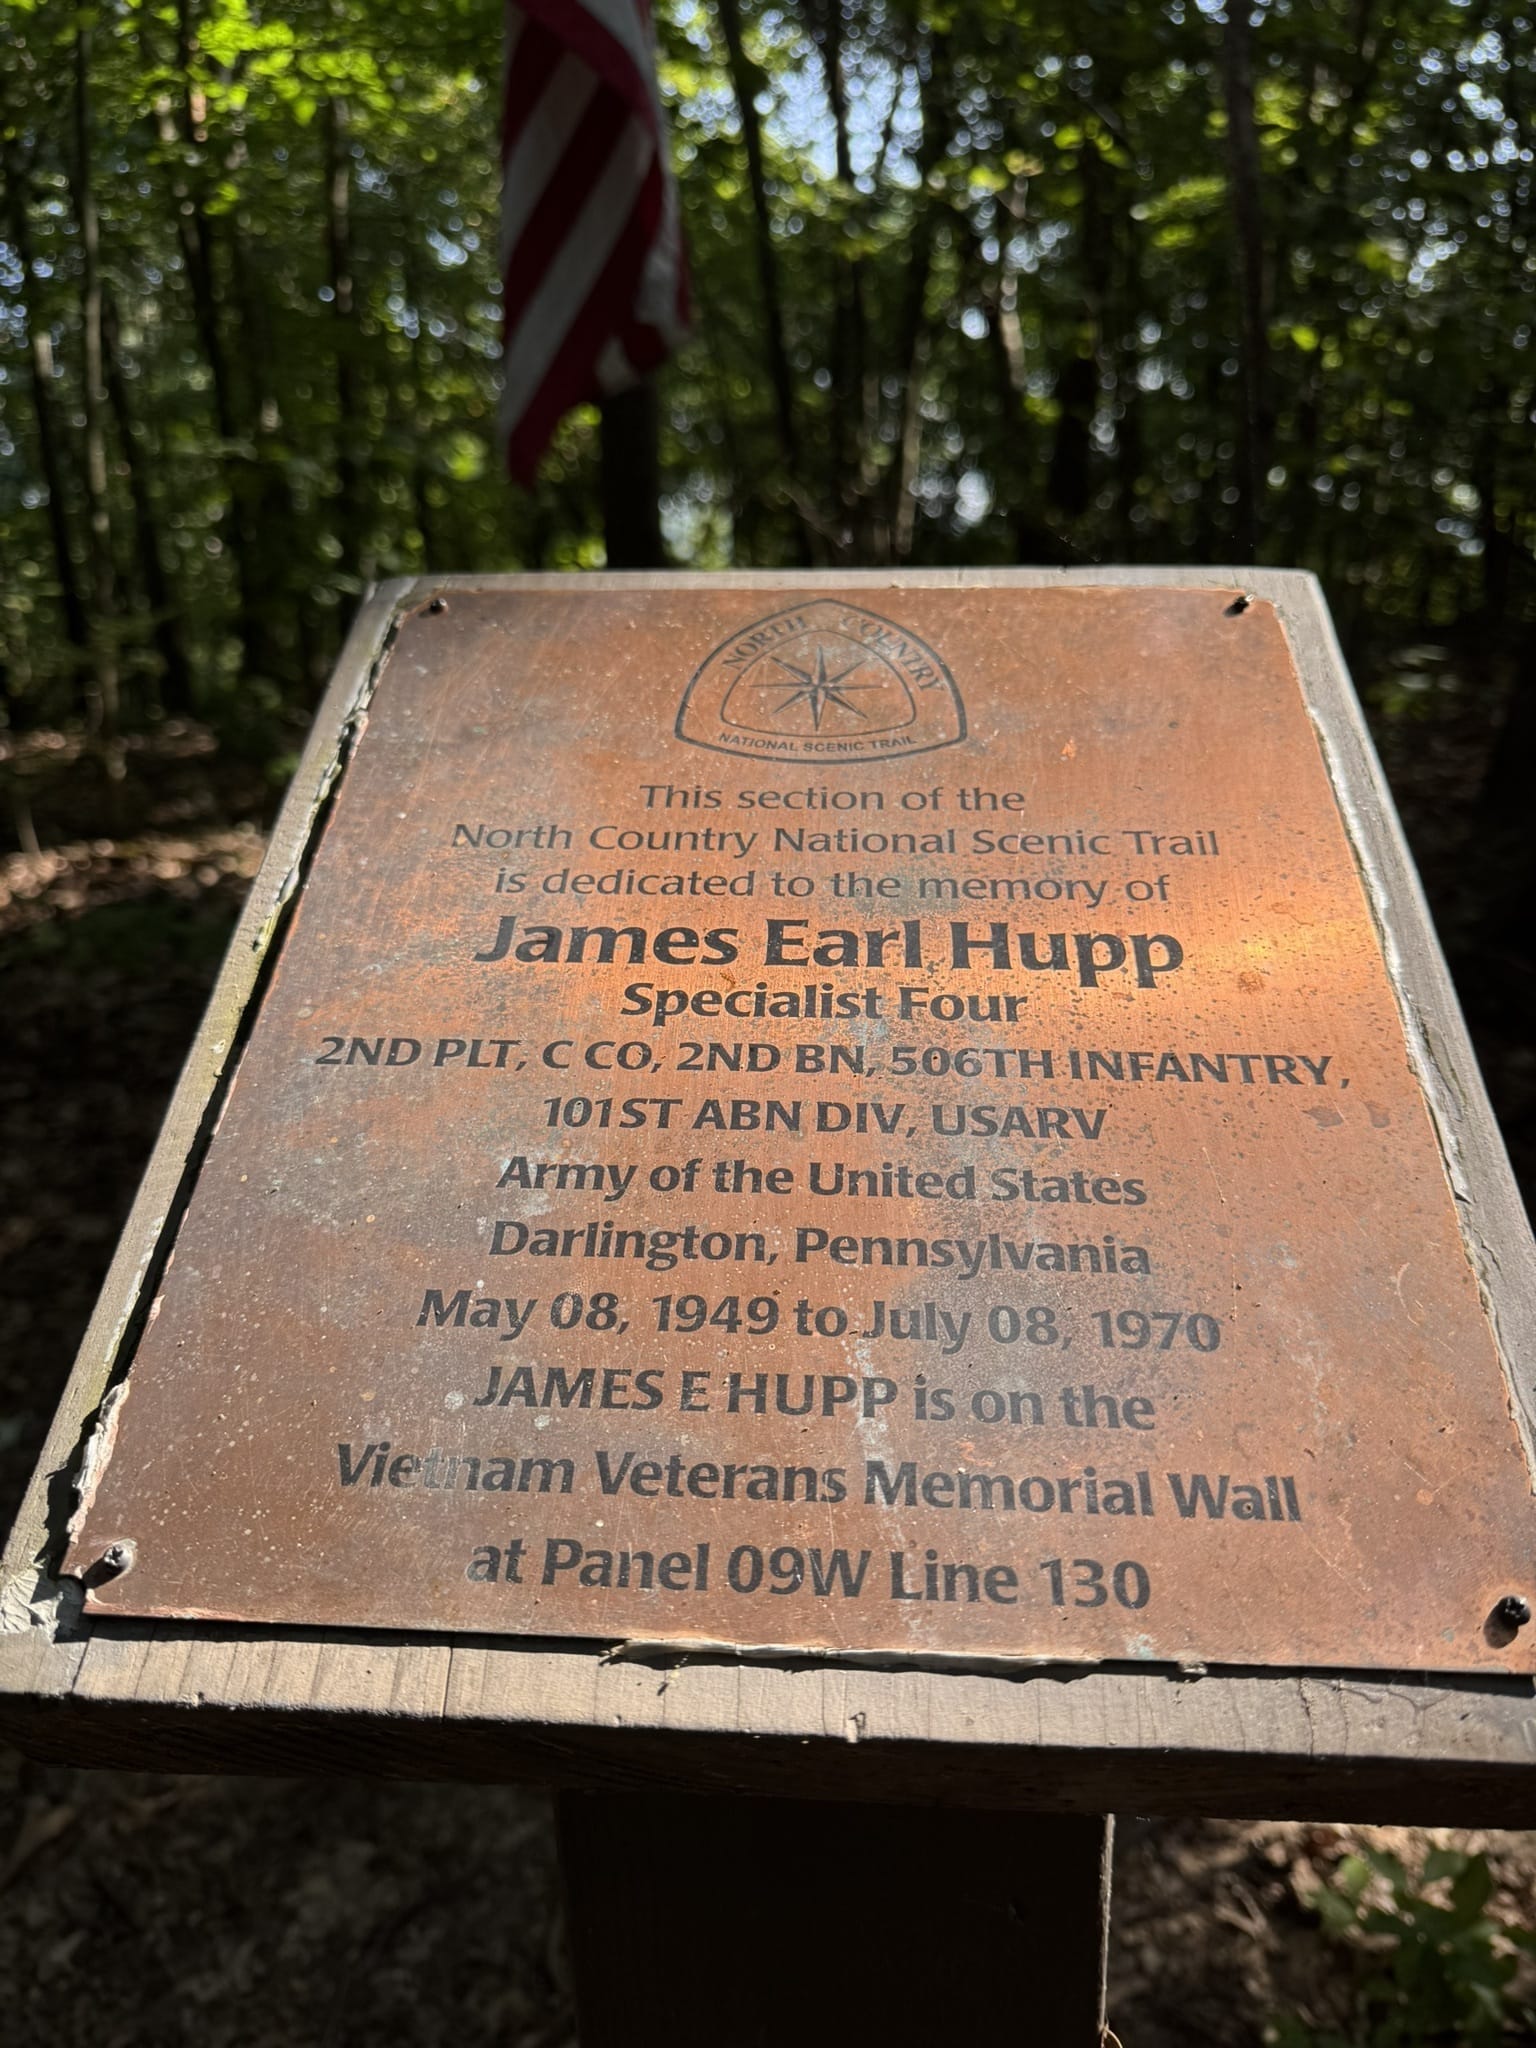 NORTH COUNTRY
NATIONAL SCENIC TRAIL
This section of the
North Country National Scenic Trail
is dedicated to the memory of
James Earl Hupp
Specialist Four
2ND PLT, C CO, 2ND BN, 506TH INFANTRY,
101ST ABN DIV, USARV
Army of the United States
Darlington, Pennsylvania
May 08, 1949 to July 08, 1970
JAMES E HUPP is on the
Vietnam Veterans Memorial Wall
at Panel 09W Line 130